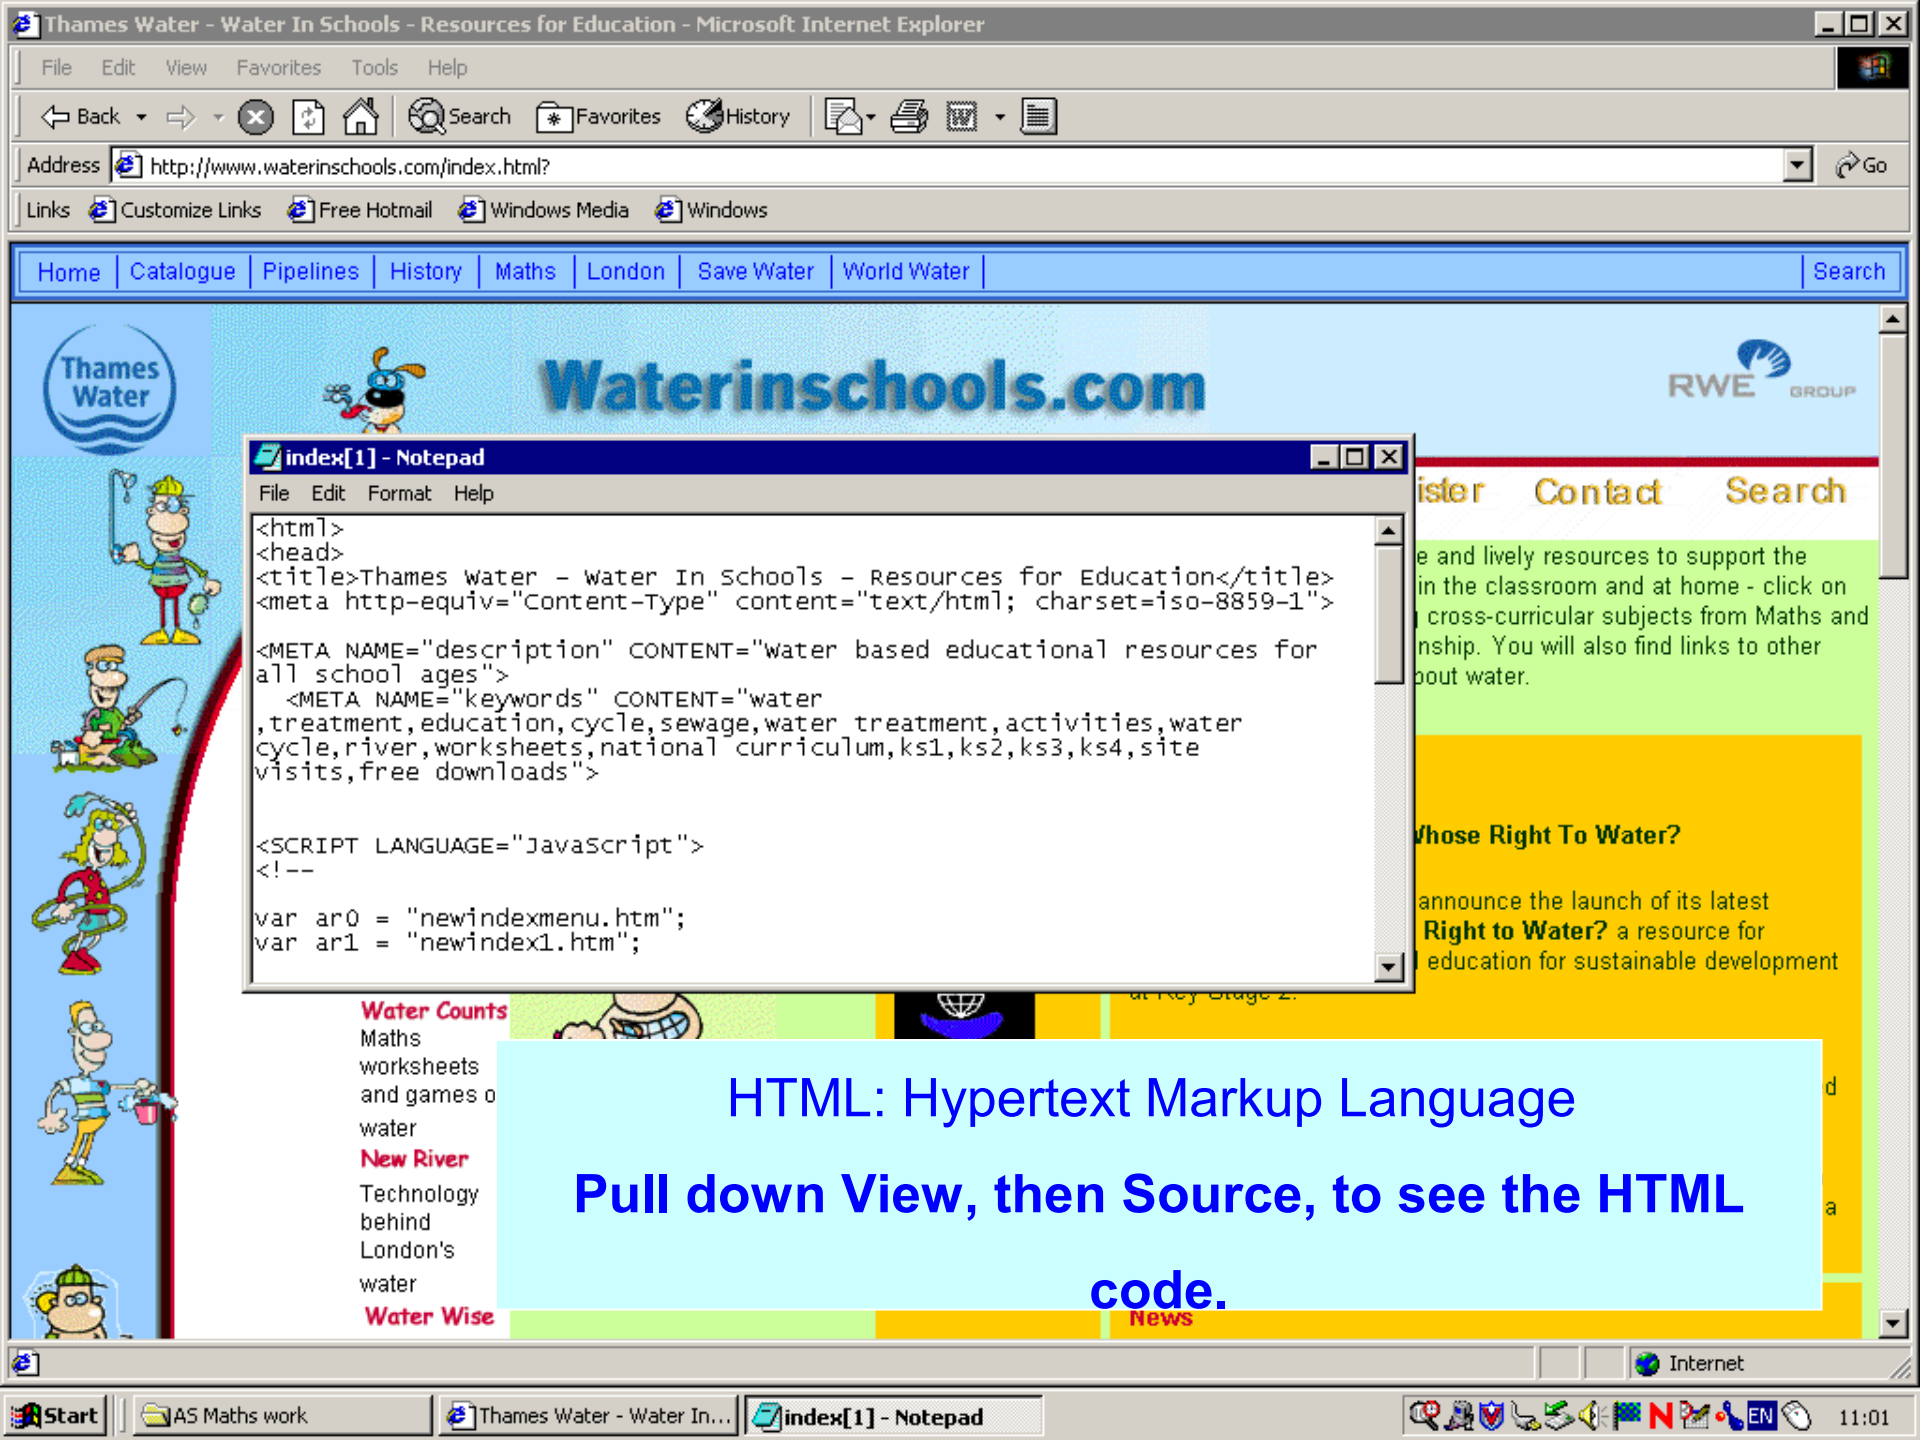 Thames Water - Water In Schools - Resources for Education - Microsoft Internet Explorer
File Edit View Favorites Tools Help
Back Search Favorites History
Address http://www.waterinschools.com/index.html? Go
Links Customize Links Free Hotmail Windows Media Windows
Home Catalogue Pipelines History Maths London Save Water World Water Search
Thames
Water
Waterinschools.com
RWE GROUP
index[1] - Notepad
File Edit Format Help
<html>
<head>
<title>Thames Water - Water In Schools - Resources for Education</title>
<meta http-equiv="Content-Type" content="text/html; charset=iso-8859-1">
<META NAME="description" CONTENT="Water based educational resources for
all school ages">
<META NAME="keywords" CONTENT="water
,treatment,education,cycle,sewage,water treatment,activities,water
cycle,river,worksheets,national curriculum,ks1,ks2,ks3,ks4,site
visits,free downloads">
<SCRIPT LANGUAGE="JavaScript">
<!--
var ar0 = "newindexmenu.htm";
var ar1 = "newindex1.htm";
ister Contact Search
e and lively resources to support the
in the classroom and at home - click on
cross-curricular subjects from Maths and
nship. You will also find links to other
bout water.
Whose Right To Water?
announce the launch of its latest
Right to Water? a resource for
education for sustainable development
at Key Stage 2.
Water Counts
Maths
worksheets
and games o
water
New River
Technology
behind
London's
water
Water Wise
HTML: Hypertext Markup Language
Pull down View, then Source, to see the HTML
code.
d
a
News
Internet
Start AS Maths work Thames Water - Water In... index[1] - Notepad EN 11:01